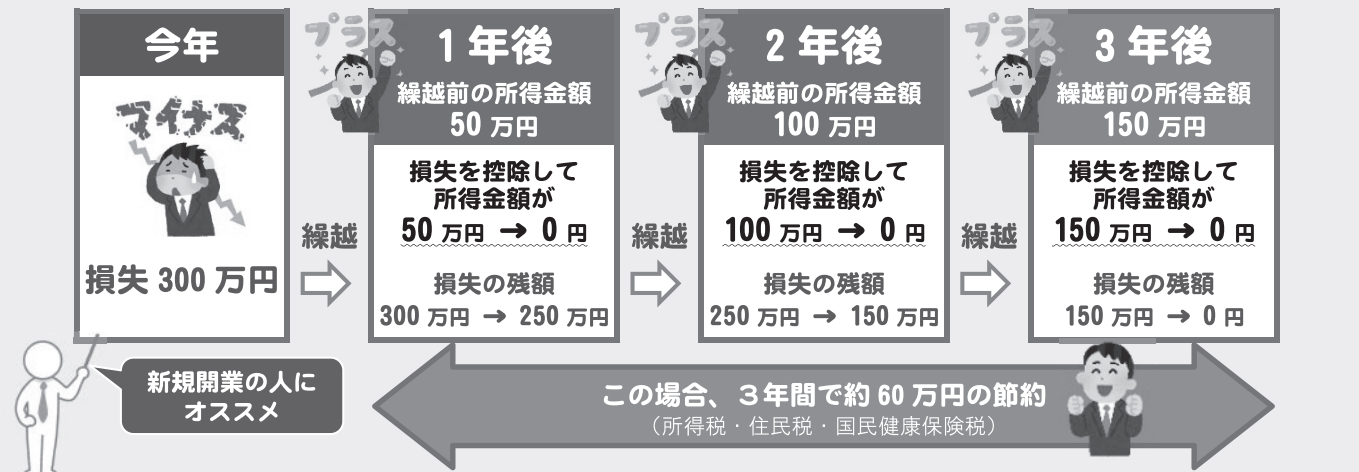 今年
マイナス
損失 300 万円
繰越
プラス
1 年後
繰越前の所得金額
50 万円
損失を控除して
所得金額が
50 万円 → 0 円
損失の残額
300 万円 → 250 万円
繰越
プラス
2 年後
繰越前の所得金額
100 万円
損失を控除して
所得金額が
100 万円 → 0 円
損失の残額
250 万円 → 150 万円
繰越
プラス
3 年後
繰越前の所得金額
150 万円
損失を控除して
所得金額が
150 万円 → 0 円
損失の残額
150 万円 → 0 円
新規開業の人に
オススメ
この場合、３年間で約 60 万円の節約
（所得税・住民税・国民健康保険税）